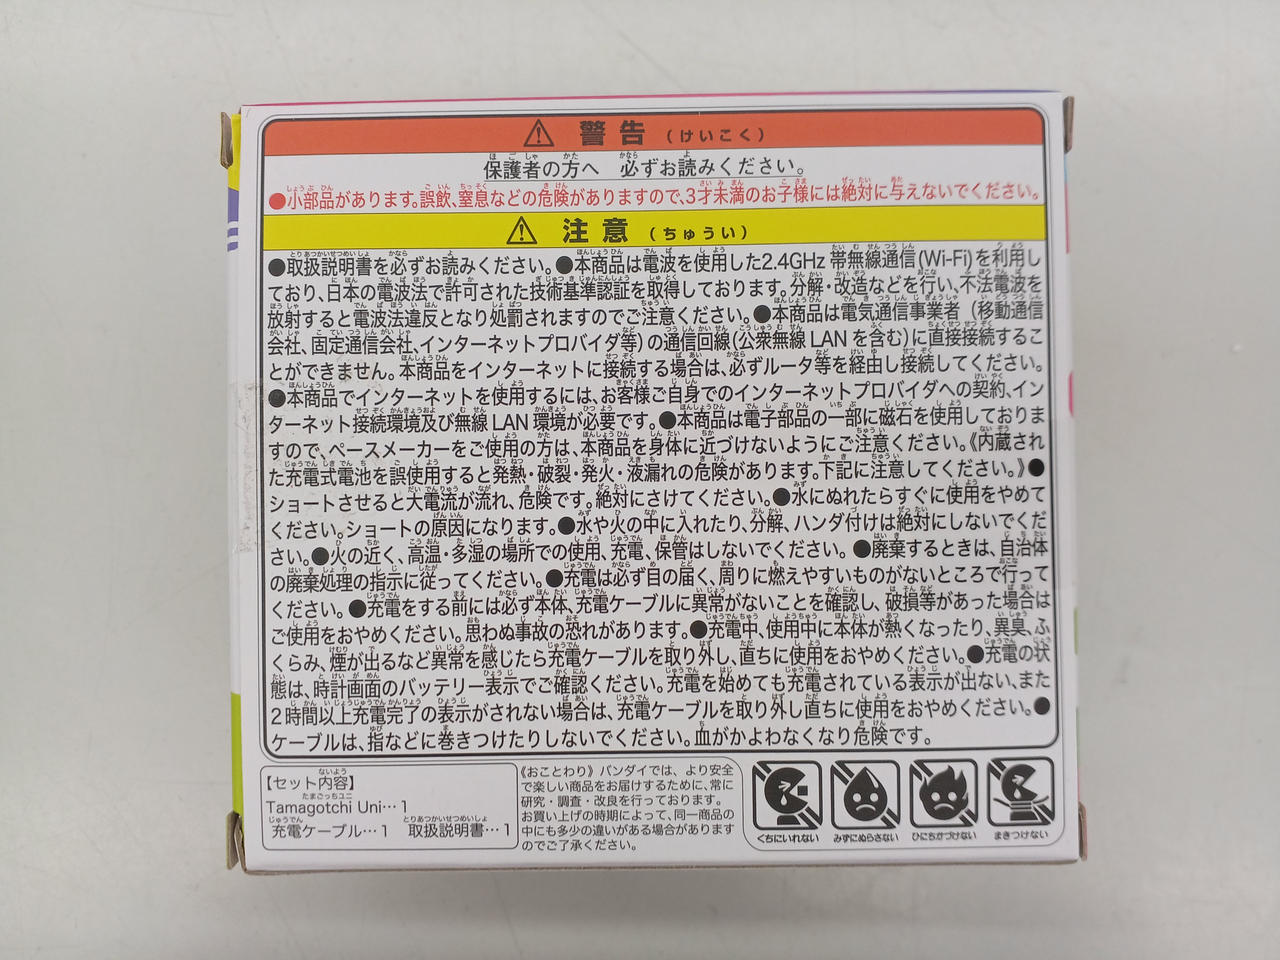 ⚠ 警告 (けいこく)
保護者の方へ 必ずお読みください。
●小部品があります。誤飲、窒息などの危険がありますので、3才未満のお子様には絶対に与えないでください。
⚠ 注意 (ちゅうい)
●取扱説明書を必ずお読みください。●本商品は電波を使用した2.4GHz 帯無線通信(Wi-Fi)を利用し
ており、日本の電波法で許可された技術基準認証を取得しております。分解・改造などを行い、不法電波を
放射すると電波法違反となり処罰されますのでご注意ください。●本商品は電気通信事業者 (移動通信
会社、固定通信会社、インターネットプロバイダ等) の通信回線(公衆無線 LAN を含む)に直接接続するこ
とができません。本商品をインターネットに接続する場合は、必ずルータ等を経由し接続してください。
●本商品でインターネットを使用するには、お客様ご自身でのインターネットプロバイダへの契約、イン
ターネット接続環境及び無線 LAN 環境が必要です。●本商品は電子部品の一部に磁石を使用しておりま
すので、ペースメーカーをご使用の方は、本商品を身体に近づけないようにご注意ください。《内蔵され
た充電式電池を誤使用すると発熱・破裂・発火・液漏れの危険があります。下記に注意してください。》●
ショートさせると大電流が流れ、危険です。絶対にさけてください。●水にぬれたらすぐに使用をやめて
ください。ショートの原因になります。●水や火の中に入れたり、分解、ハンダ付けは絶対にしないでくだ
さい。●火の近く、高温・多湿の場所での使用、充電、保管はしないでください。●廃棄するときは、自治体
の廃棄処理の指示に従ってください。●充電は必ず目の届く、周りに燃えやすいものがないところで行って
ください。●充電をする前には必ず本体、充電ケーブルに異常がないことを確認し、破損等があった場合は
ご使用をおやめください。思わぬ事故の恐れがあります。●充電中、使用中に本体が熱くなったり、異臭、ふ
くらみ、煙が出るなど異常を感じたら充電ケーブルを取り外し、直ちに使用をおやめください。●充電の状
態は、時計画面のバッテリー表示でご確認ください。充電を始めても充電されている表示が出ない、また
2時間以上充電完了の表示がされない場合は、充電ケーブルを取り外し直ちに使用をおやめください。●
ケーブルは、指などに巻きつけたりしないでください。血がかよわなくなり危険です。
【セット内容】
たまごっちユニ
Tamagotchi Uni…1
充電ケーブル…1 取扱説明書…1
《おことわり》バンダイでは、より安全
で楽しい商品をお届けするために、常に
研究・調査・改良を行っております。
お買い上げの時期によって、同一商品の
中にも多少の違いがある場合があります
のでご了承ください。
くちにいれない みずにぬらさない ひにちかづけない まきつけない